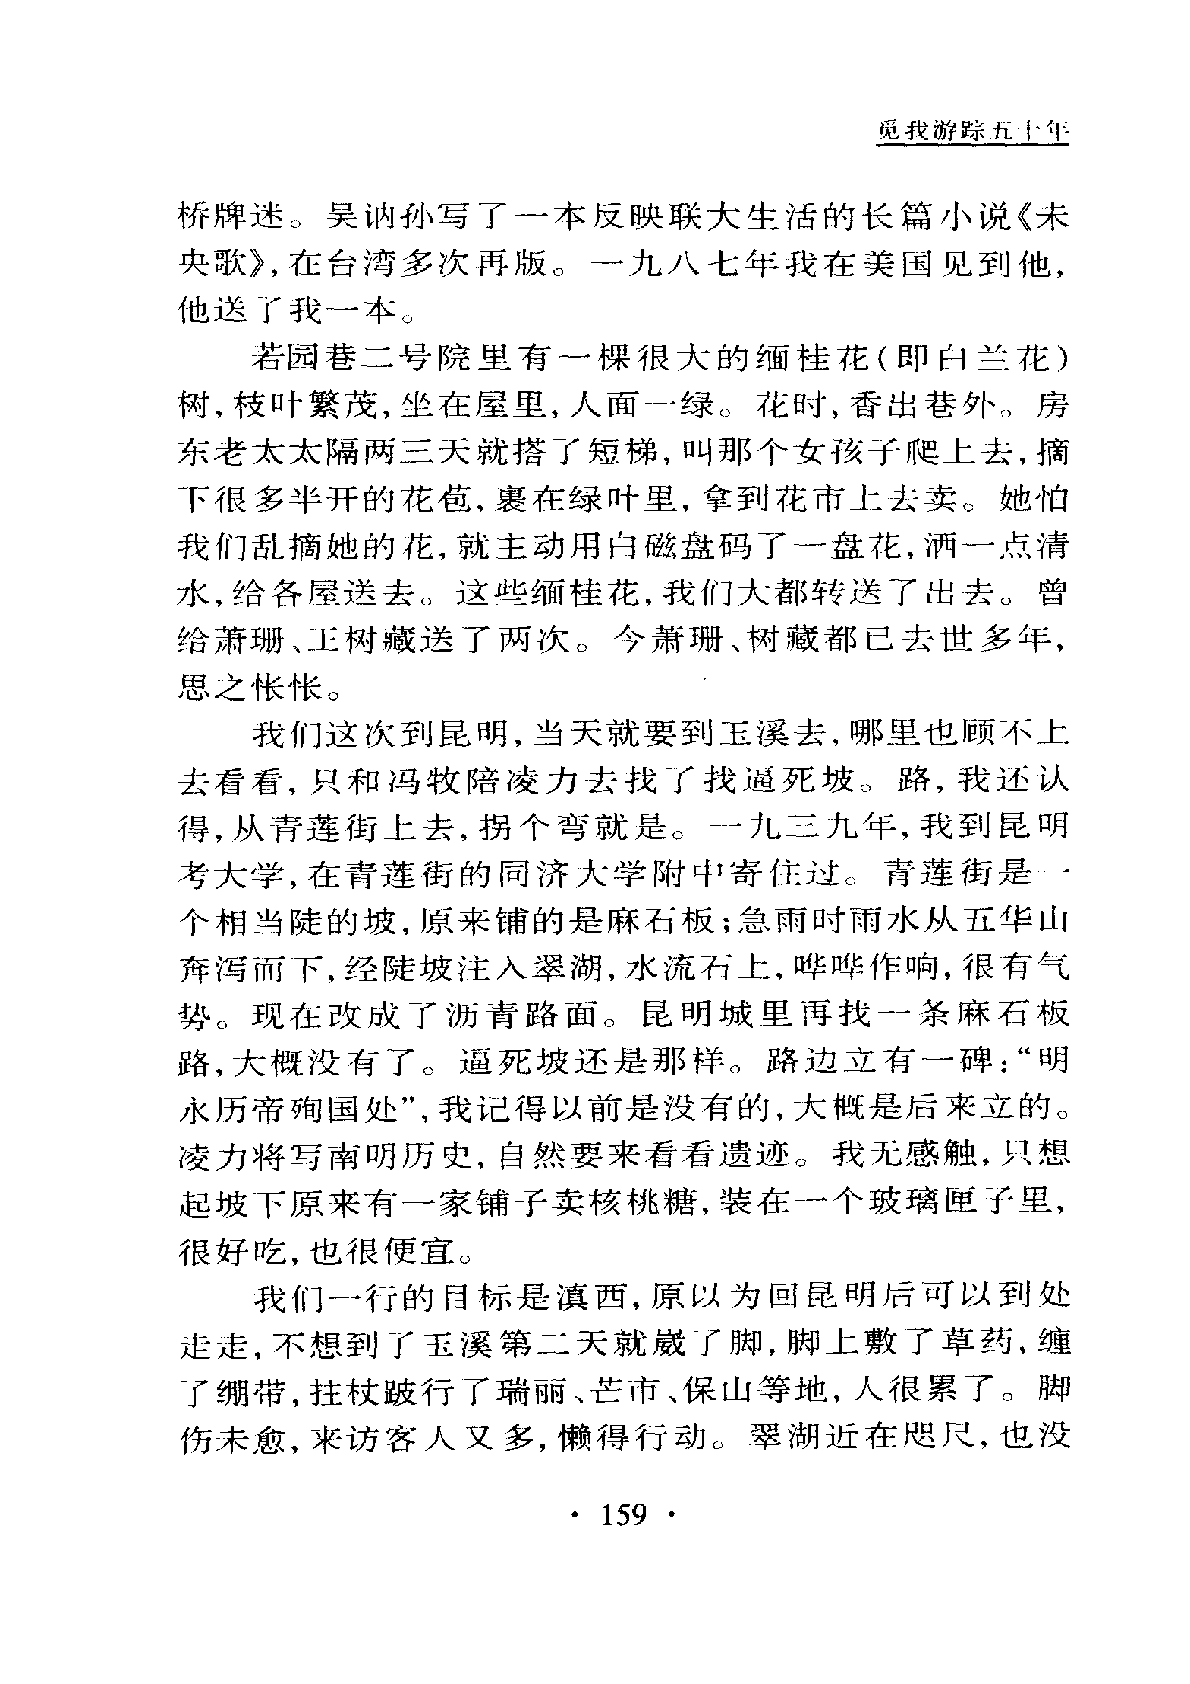 觅我游踪五十年
桥牌迷。吴讷孙写了一本反映联大生活的长篇小说《未
央歌》,在台湾多次再版。一九八七年我在美国见到他,
他送了我一本。
若园巷二号院里有一棵很大的缅桂花(即白兰花)
树,枝叶繁茂,坐在屋里,人面一绿。花时,香出巷外。房
东老太太隔两三天就搭了短梯,叫那个女孩子爬上去,摘
下很多半开的花苞,裹在绿叶里,拿到花市上去卖。她怕
我们乱摘她的花,就主动用白磁盘码了一盘花,洒一点清
水,给各屋送去。这些缅桂花,我们大都转送了出去。曾
给萧珊、王树藏送了两次。今萧珊、树藏都已去世多年,
思之怅怅。
我们这次到昆明,当天就要到玉溪去,哪里也顾不上
去看看,只和冯牧陪凌力去找了找逼死坡。路,我还认
得,从青莲街上去,拐个弯就是。一九三九年,我到昆明
考大学,在青莲街的同济大学附中寄住过。青莲街是一
个相当陡的坡,原来铺的是麻石板;急雨时雨水从五华山
奔泻而下,经陡坡注入翠湖,水流石上,哗哗作响,很有气
势。现在改成了沥青路面。昆明城里再找一条麻石板
路,大概没有了。逼死坡还是那样。路边立有一碑:“明
永历帝殉国处”,我记得以前是没有的,大概是后来立的。
凌力将写南明历史,自然要来看看遗迹。我无感触,只想
起坡下原来有一家铺子卖核桃糖,装在一个玻璃匣子里,
很好吃,也很便宜。
我们一行的目标是滇西,原以为回昆明后可以到处
走走,不想到了玉溪第二天就崴了脚,脚上敷了草药,缠
了绷带,拄杖跛行了瑞丽、芒市、保山等地,人很累了。脚
伤未愈,来访客人又多,懒得行动。翠湖近在咫尺,也没
· 159 ·